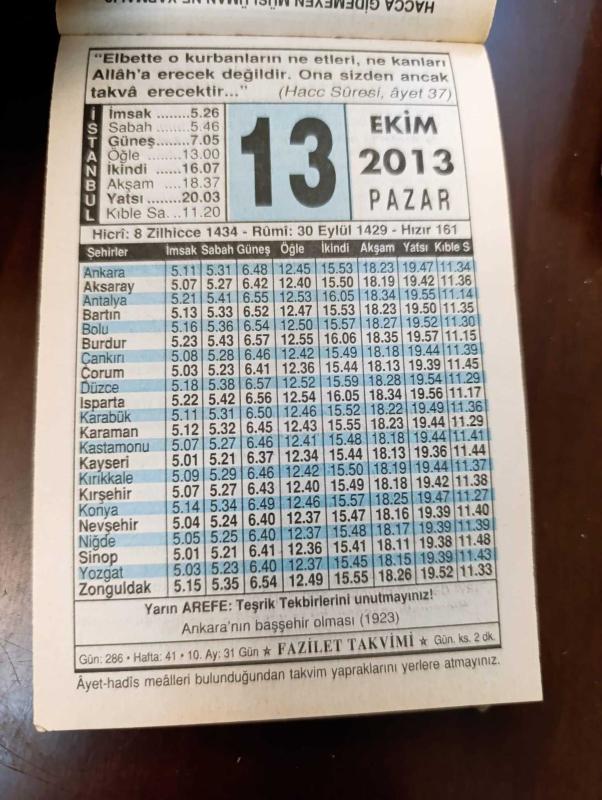 HACCA GİDEMEYEN MÜSLÜMAN NE YAPMALI?
"Elbette o kurbanların ne etleri, ne kanları
Allâh'a erecek değildir. Ona sizden ancak
takvâ erecektir..." (Hacc Sûresi, âyet 37)
İSTANBUL
İmsak ........5.26
Sabah ......5.46
Güneş.......7.05
Öğle .......13.00
İkindi .....16.07
Akşam ....18.37
Yatsı .....20.03
Kıble Sa. ..11.20
13
EKİM
2013
PAZAR
Hicrî: 8 Zilhicce 1434 - Rûmî: 30 Eylül 1429 - Hızır 161
Şehirler İmsak Sabah Güneş Öğle İkindi Akşam Yatsı Kıble S
Ankara 5.11 5.31 6.48 12.45 15.53 18.23 19.47 11.34
Aksaray 5.07 5.27 6.42 12.40 15.50 18.19 19.42 11.36
Antalya 5.21 5.41 6.55 12.53 16.05 18.34 19.55 11.14
Bartın 5.13 5.33 6.52 12.47 15.53 18.23 19.50 11.35
Bolu 5.16 5.36 6.54 12.50 15.57 18.27 19.52 11.30
Burdur 5.23 5.43 6.57 12.55 16.06 18.35 19.57 11.15
Çankırı 5.08 5.28 6.46 12.42 15.49 18.18 19.44 11.39
Çorum 5.03 5.23 6.41 12.36 15.44 18.13 19.39 11.45
Düzce 5.18 5.38 6.57 12.52 15.59 18.28 19.54 11.29
Isparta 5.22 5.42 6.56 12.54 16.05 18.34 19.56 11.17
Karabük 5.11 5.31 6.50 12.46 15.52 18.22 19.49 11.36
Karaman 5.12 5.32 6.45 12.43 15.55 18.23 19.44 11.29
Kastamonu 5.07 5.27 6.46 12.41 15.48 18.18 19.44 11.41
Kayseri 5.01 5.21 6.37 12.34 15.44 18.13 19.36 11.44
Kırıkkale 5.09 5.29 6.46 12.42 15.50 18.19 19.44 11.37
Kırşehir 5.07 5.27 6.43 12.40 15.49 18.18 19.42 11.38
Konya 5.14 5.34 6.49 12.46 15.57 18.25 19.47 11.27
Nevşehir 5.04 5.24 6.40 12.37 15.47 18.16 19.39 11.40
Niğde 5.05 5.25 6.40 12.37 15.48 18.17 19.39 11.39
Sinop 5.01 5.21 6.41 12.36 15.41 18.11 19.38 11.48
Yozgat 5.03 5.23 6.40 12.37 15.45 18.15 19.39 11.43
Zonguldak 5.15 5.35 6.54 12.49 15.55 18.26 19.52 11.33
Yarın AREFE: Teşrik Tekbirlerini unutmayınız!
Ankara'nın başşehir olması (1923)
Gün: 286 • Hafta: 41 • 10. Ay: 31 Gün ★ FAZİLET TAKVİMİ ★ Gün. ks. 2 dk.
Âyet-hadîs meâlleri bulunduğundan takvim yapraklarını yerlere atmayınız.